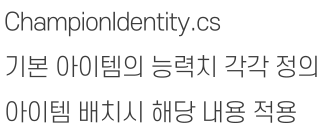 ChampionIdentity.cs
기본 아이템의 능력치 각각 정의
아이템 배치시 해당 내용 적용